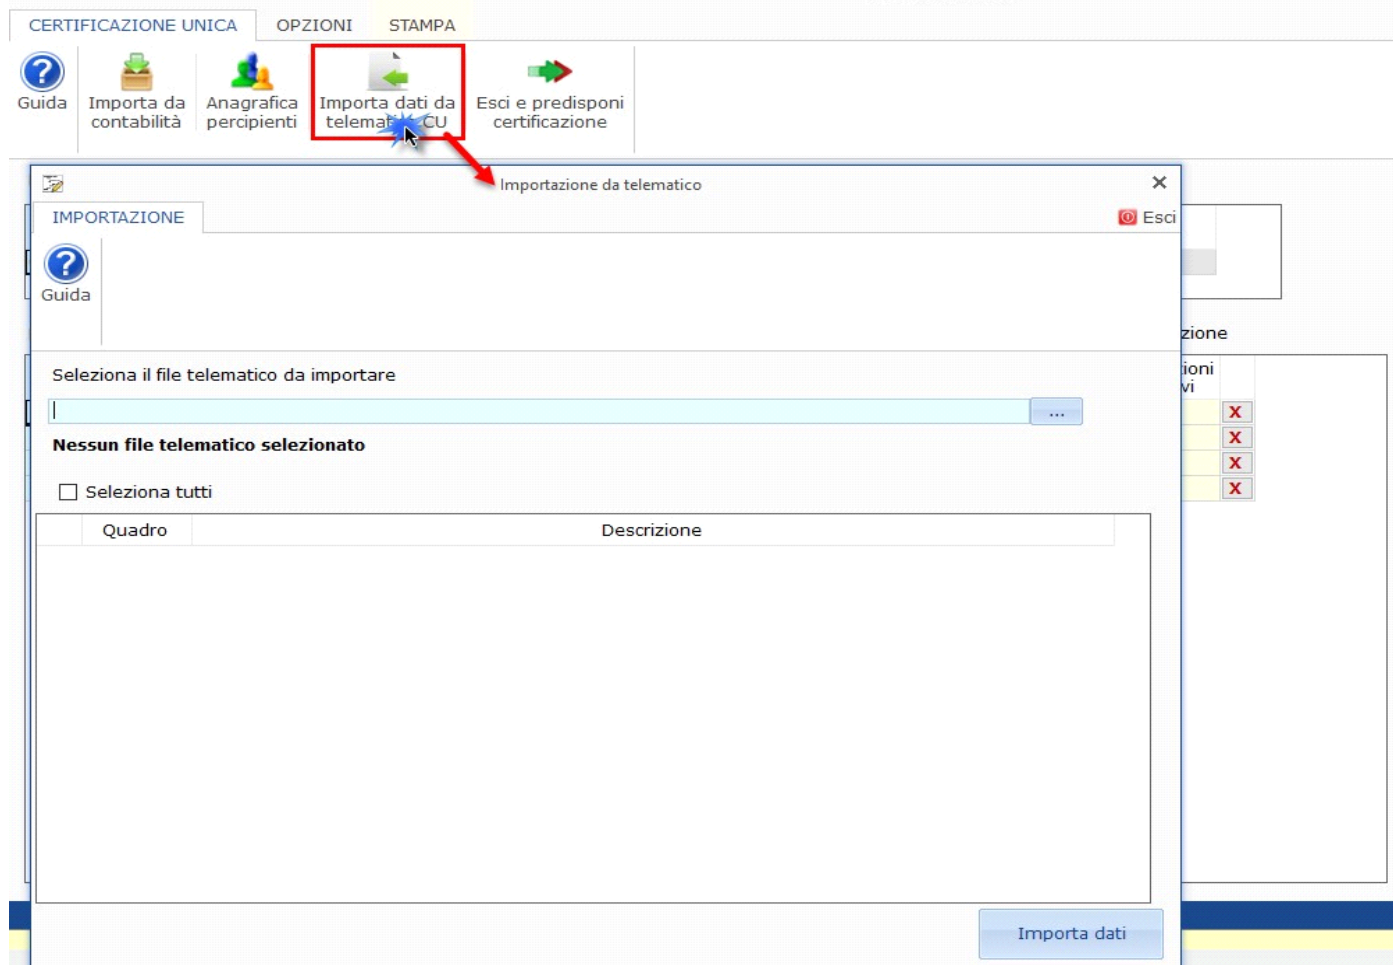 CERTIFICAZIONE UNICA OPZIONI STAMPA
Guida
Importa da
contabilità
Anagrafica
percipienti
Importa dati da
telematico CU
Esci e predisponi
certificazione
Importazione da telematico
IMPORTAZIONE
Esci
Guida
zione
Seleziona il file telematico da importare
ioni
vi
...
X
Nessun file telematico selezionato
X
X
Seleziona tutti
X
Quadro Descrizione
Importa dati